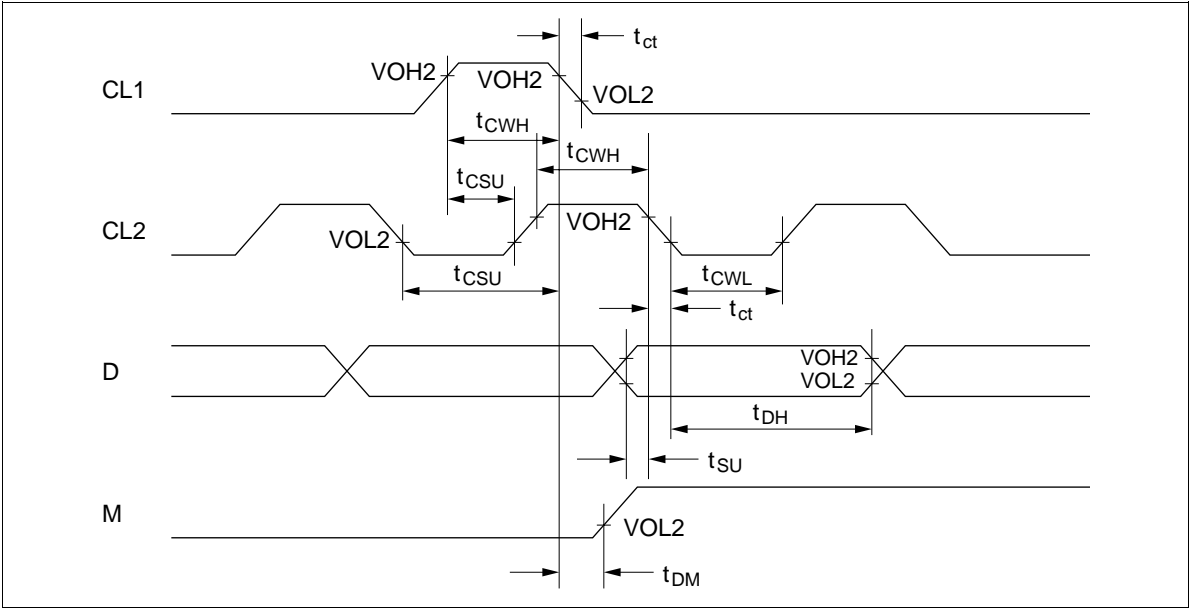 t_ct
VOH2 VOH2
CL1 VOL2
t_CWH
t_CWH
t_CSU
CL2 VOL2 VOH2
t_CSU t_CWL
t_ct
D VOH2
VOL2
t_DH
t_SU
M VOL2
t_DM